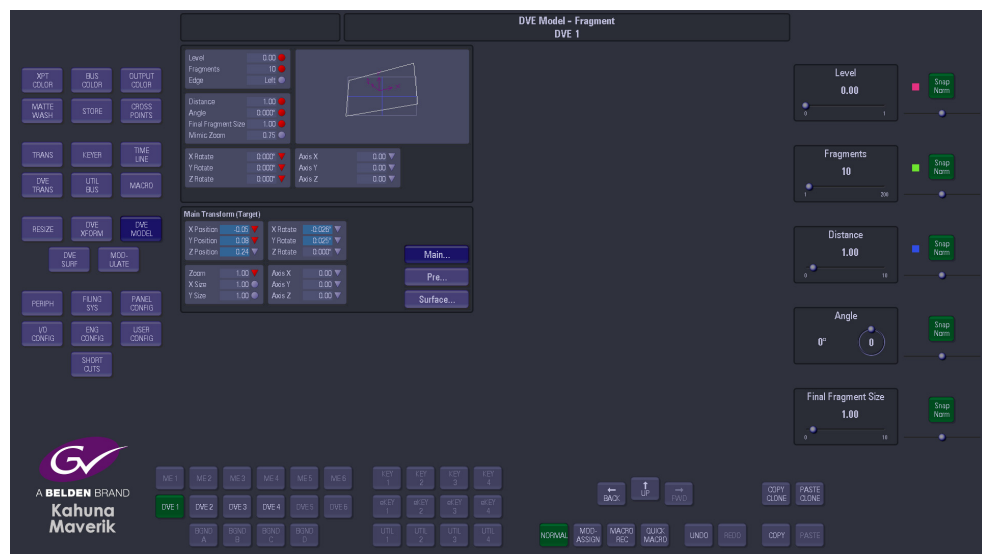 DVE Model - Fragment
DVE 1
XPT COLOR
BUS COLOR
OUTPUT COLOR
MATTE WASH
STORE
CROSS POINTS
TRANS
KEYER
TIME LINE
DVE TRANS
UTIL BUS
MACRO
RESIZE
DVE XFORM
DVE MODEL
DVE SURF
MOD- ULATE
PERIPH
FILING SYS
PANEL CONFIG
I/O CONFIG
ENG CONFIG
USER CONFIG
SHORT CUTS
Level 0.00
Fragments 10
Edge Left
Distance 1.00
Angle 0:000°
Final Fragment Size 1.00
Mimic Zoom 0.75
X Rotate 0:000° Axis X 0.00
Y Rotate 0:000° Axis Y 0.00
Z Rotate 0:000° Axis Z 0.00
Main Transform (Target)
X Position -0.05 X Rotate -0:026°
Y Position 0.08 Y Rotate 0:025°
Z Position 0.24 Z Rotate 0:000°
Zoom 1.00 Axis X 0.00
X Size 1.00 Axis Y 0.00
Y Size 1.00 Axis Z 0.00
Main...
Pre...
Surface...
Level
0.00
0 1
Snap Norm
Fragments
10
1 200
Snap Norm
Distance
1.00
0 10
Snap Norm
Angle
0° 0
Snap Norm
Final Fragment Size
1.00
0 10
Snap Norm
GV
A BELDEN BRAND
Kahuna
Maverik
ME 1 ME 2 ME 3 ME 4 ME 5 ME 6
DVE 1 DVE 2 DVE 3 DVE 4 DVE 5 DVE 6
BGND A BGND B BGND C BGND D
KEY 1 KEY 2 KEY 3 KEY 4
eKEY 1 eKEY 2 eKEY 3 eKEY 4
UTIL 1 UTIL 2 UTIL 3 UTIL 4
BACK UP FWD
COPY CLONE PASTE CLONE
NORMAL MOD- ASSIGN MACRO REC QUICK MACRO UNDO REDO COPY PASTE